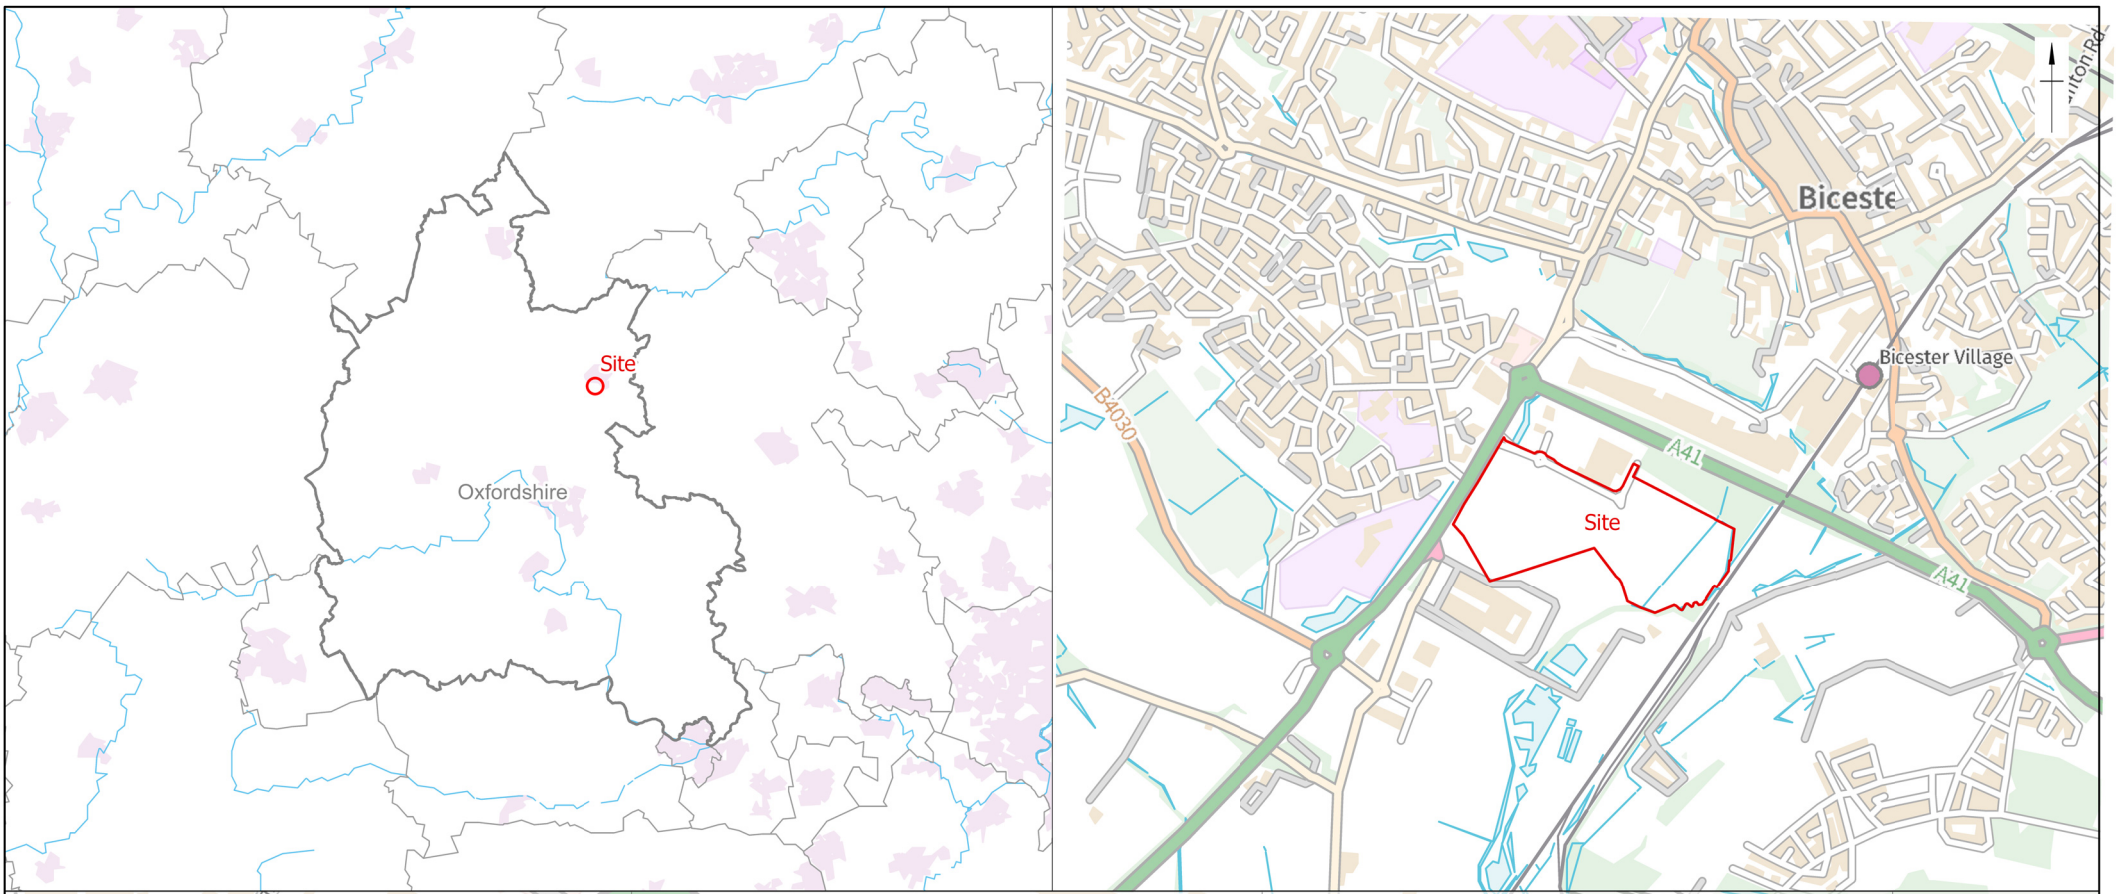 Site
Oxfordshire
Biceste
Bicester Village
B4030
A41
Site
A41